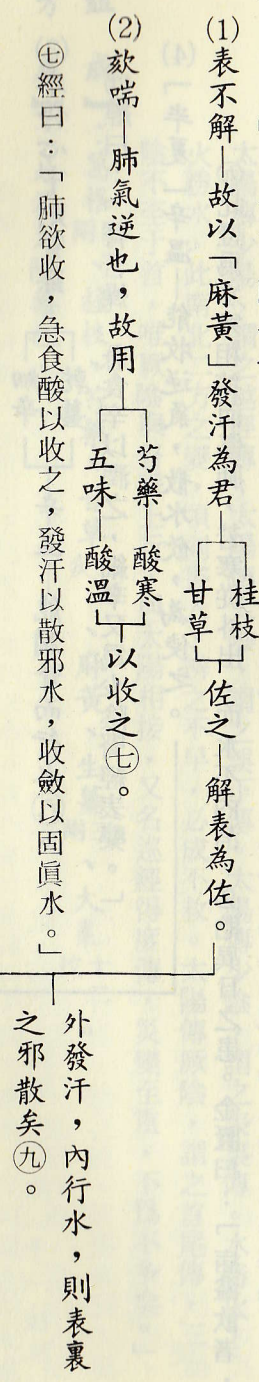 (1)表不解—故以「麻黃」發汗為君—桂枝 甘草—佐之—解表為佐。
(2)欬喘—肺氣逆也，故用—芍藥—酸寒 五味—酸溫—以收之㊆。
㊆經曰：「肺欲收，急食酸以收之，發汗以散邪水，收斂以固眞水。」
外發汗，內行水，則表裏
之邪散矣㊈。